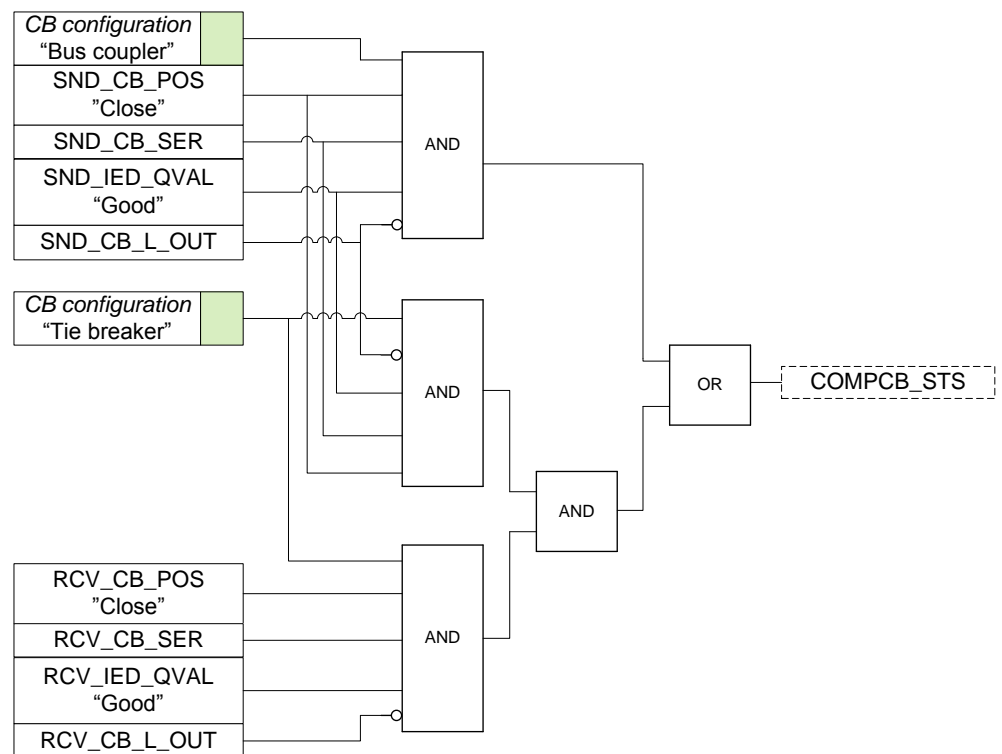 CB configuration
“Bus coupler”
SND_CB_POS
”Close”
SND_CB_SER
SND_IED_QVAL
“Good”
SND_CB_L_OUT
AND
CB configuration
“Tie breaker”
AND
OR
COMPCB_STS
AND
RCV_CB_POS
”Close”
RCV_CB_SER
RCV_IED_QVAL
“Good”
RCV_CB_L_OUT
AND